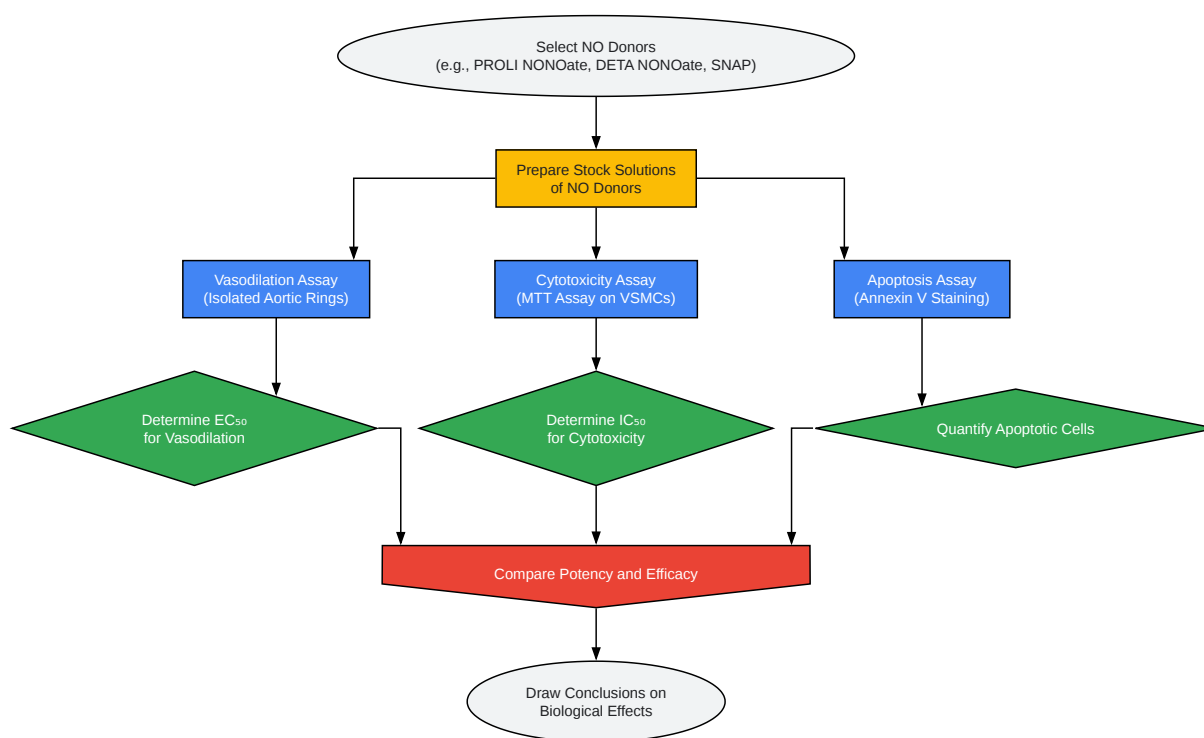 Select NO Donors
(e.g., PROLI NONOate, DETA NONOate, SNAP)
Prepare Stock Solutions
of NO Donors
Vasodilation Assay
(Isolated Aortic Rings)
Cytotoxicity Assay
(MTT Assay on VSMCs)
Apoptosis Assay
(Annexin V Staining)
Determine EC₅₀
for Vasodilation
Determine IC₅₀
for Cytotoxicity
Quantify Apoptotic Cells
Compare Potency and Efficacy
Draw Conclusions on
Biological Effects